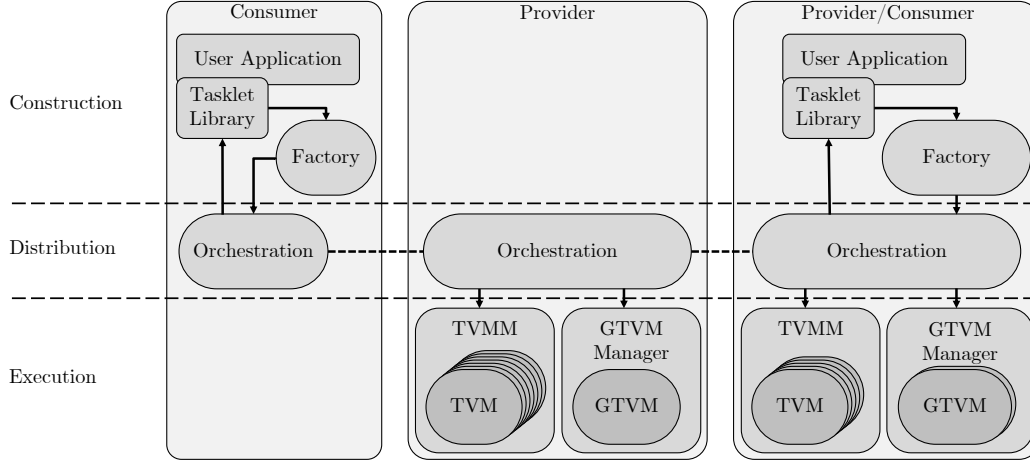 Consumer
Provider
Provider/Consumer
User Application
User Application
Construction
Tasklet
Library
Tasklet
Library
Factory
Factory
Distribution
Orchestration
Orchestration
Orchestration
TVMM
GTVM
Manager
TVMM
GTVM
Manager
Execution
TVM
GTVM
TVM
GTVM